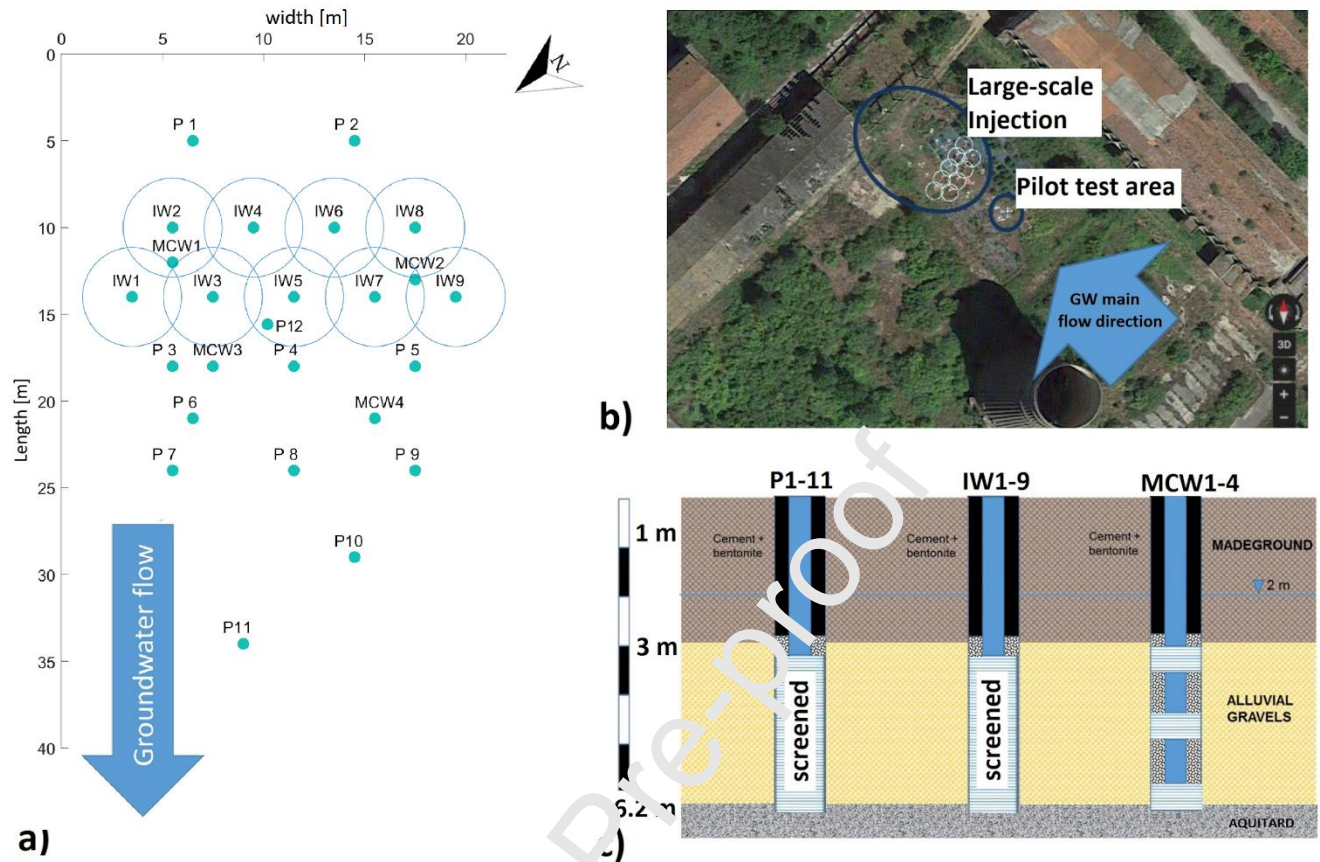 width [m]
0 5 10 15 20
0
5
10
15
20
25
30
35
40
Length [m]
N
P 1
P 2
IW2
IW4
IW6
IW8
MCW1
MCW2
IW1
IW3
IW5
IW7
IW9
P12
P 3
MCW3
P 4
P 5
P 6
MCW4
P 7
P 8
P 9
P10
P11
Groundwater flow
a)
Large-scale
Injection
Pilot test area
GW main
flow direction
3D
+
−
b)
P1-11
IW1-9
MCW1-4
1 m
3 m
6.2 m
Cement +
bentonite
Cement +
bentonite
Cement +
bentonite
MADEGROUND
2 m
screened
screened
ALLUVIAL
GRAVELS
AQUITARD
c)
Pre-proof